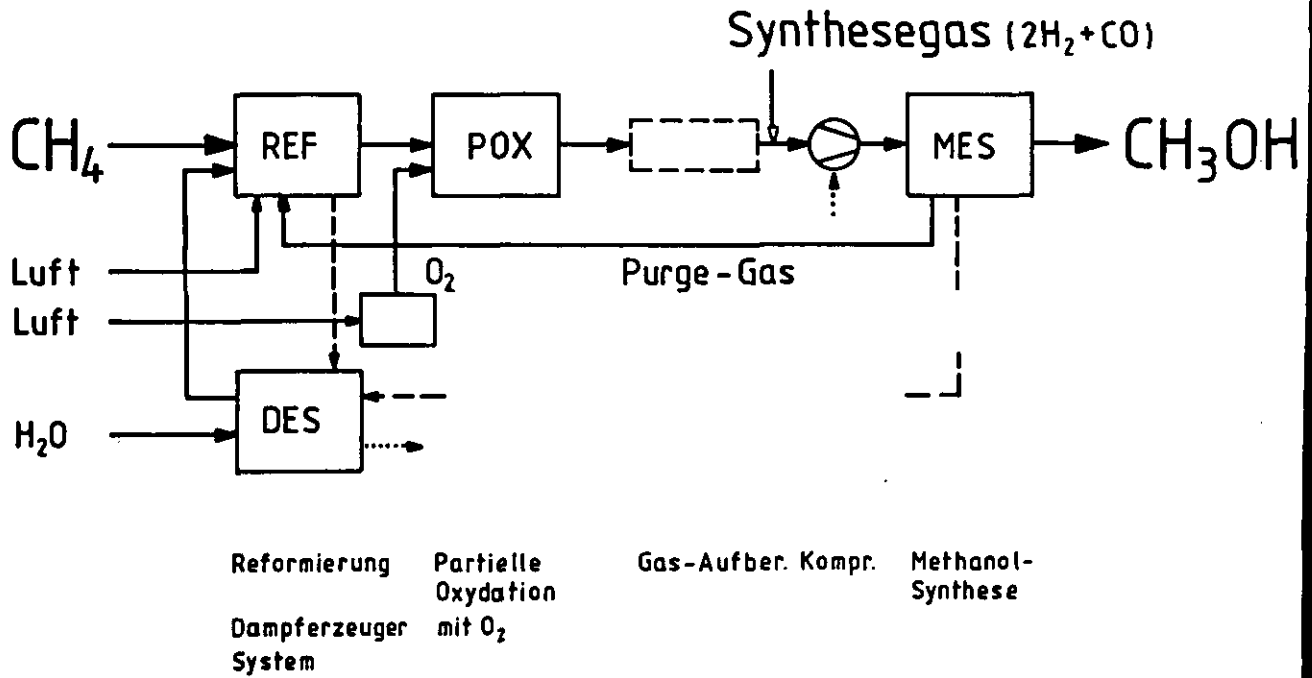 Synthesegas (2H₂+CO)
CH₄
REF
POX
MES
CH₃OH
Luft
O₂
Purge-Gas
Luft
DES
H₂O
Reformierung
Partielle
Oxydation
mit O₂
Gas-Aufber.
Kompr.
Methanol-
Synthese
Dampferzeuger
System